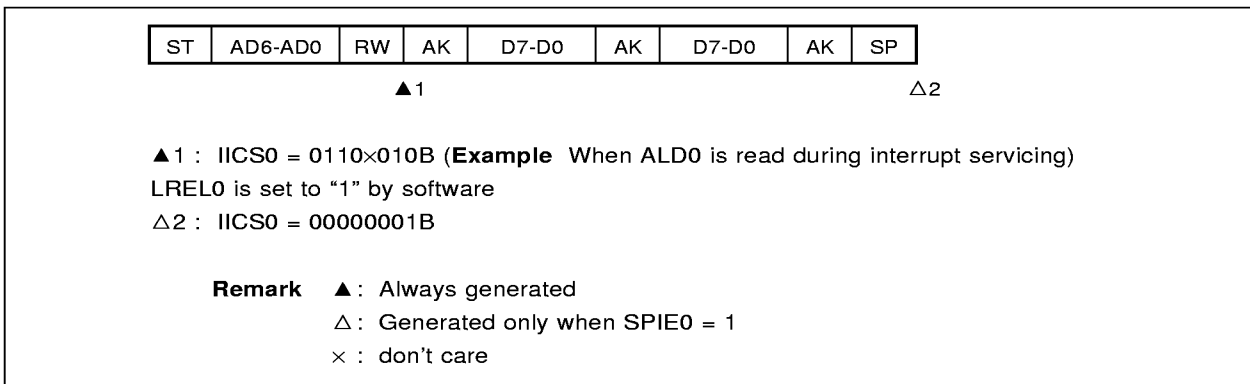 ST AD6-AD0 RW AK D7-D0 AK D7-D0 AK SP
▲1 △2
▲1 : IICS0 = 0110×010B (Example When ALD0 is read during interrupt servicing)
LREL0 is set to “1” by software
△2 : IICS0 = 00000001B
Remark ▲ : Always generated
△ : Generated only when SPIE0 = 1
× : don’t care